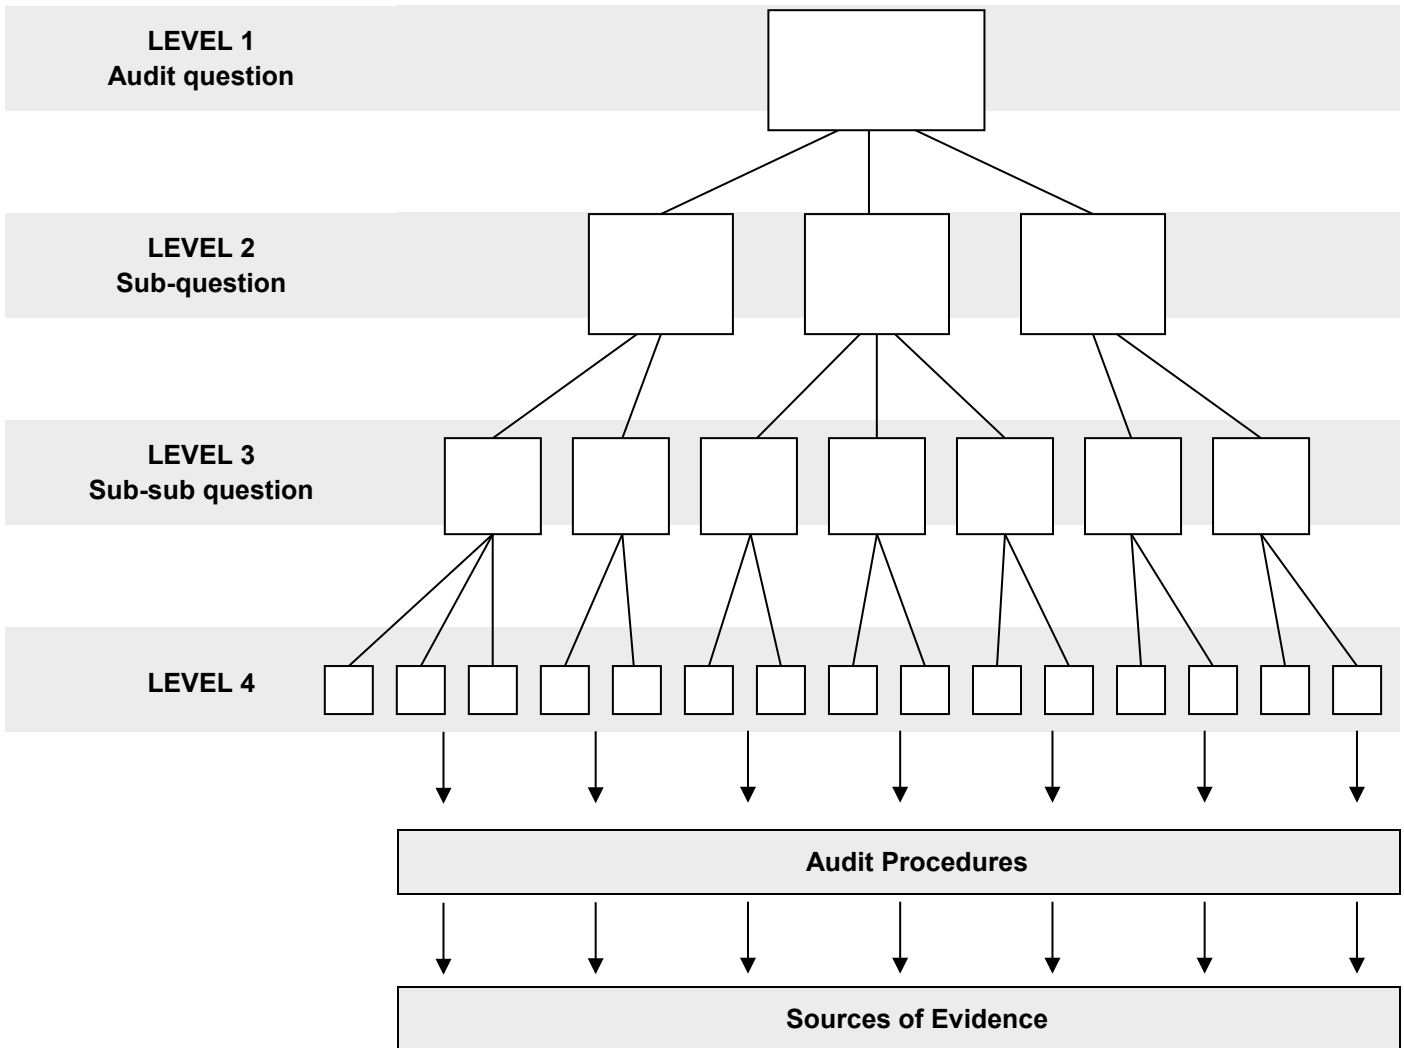 LEVEL 1
Audit question
LEVEL 2
Sub-question
LEVEL 3
Sub-sub question
LEVEL 4
Audit Procedures
Sources of Evidence